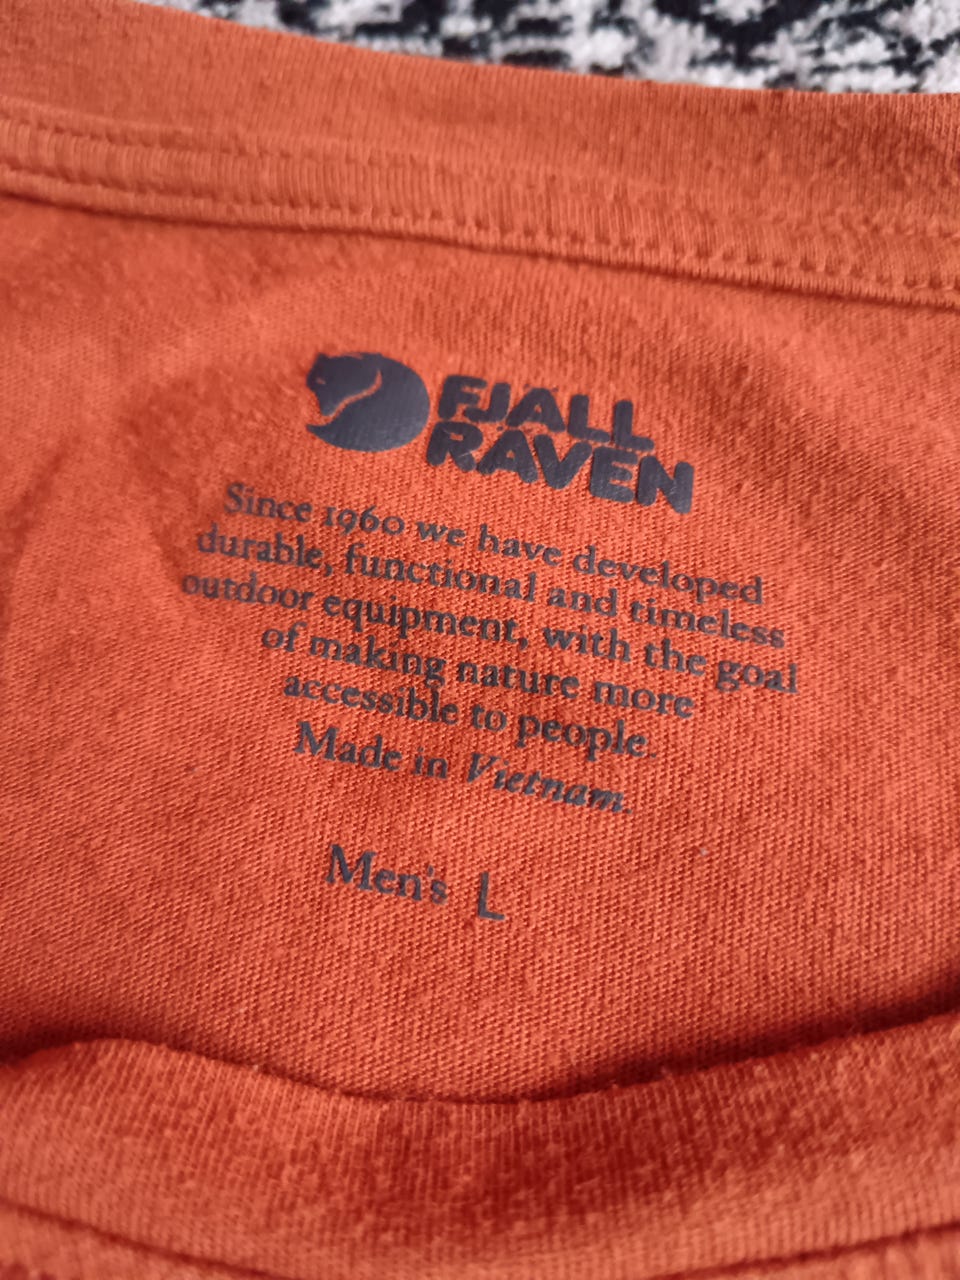 FJALL
RAVEN
Since 1960 we have developed
durable, functional and timeless
outdoor equipment, with the goal
of making nature more
accessible to people.
Made in Vietnam.
Men's L